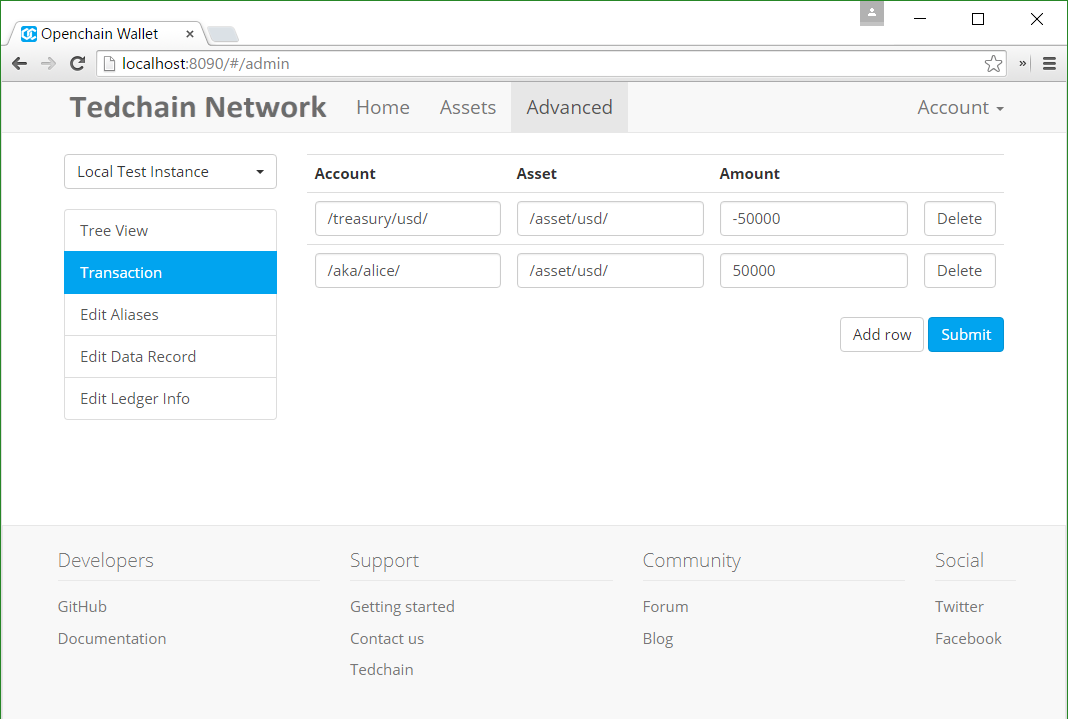 Openchain Wallet
localhost:8090/#/admin
Tedchain Network Home Assets Advanced Account
Local Test Instance
Tree View
Transaction
Edit Aliases
Edit Data Record
Edit Ledger Info
Account Asset Amount
/treasury/usd/ /asset/usd/ -50000 Delete
/aka/alice/ /asset/usd/ 50000 Delete
Add row Submit
Developers
GitHub
Documentation
Support
Getting started
Contact us
Tedchain
Community
Forum
Blog
Social
Twitter
Facebook